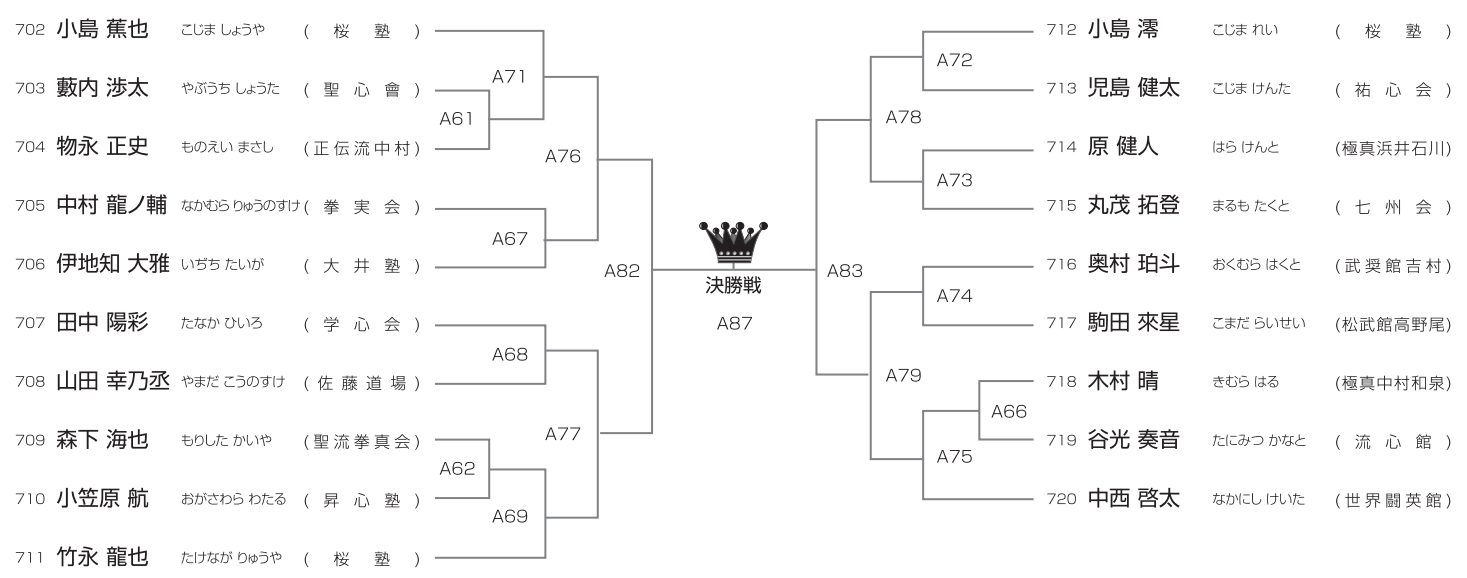 702 小島 蕉也 こじま しょうや ( 桜 塾 )
703 藪内 渉太 やぶうち しょうた ( 聖 心 會 )
704 物永 正史 ものえい まさし (正伝流中村)
705 中村 龍ノ輔 なかむら りゅうのすけ ( 拳 実 会 )
706 伊地知 大雅 いぢち たいが ( 大 井 塾 )
707 田中 陽彩 たなか ひいろ ( 学 心 会 )
708 山田 幸乃丞 やまだ こうのすけ ( 佐 藤 道 場 )
709 森下 海也 もりした かいや (聖流拳真会)
710 小笠原 航 おがさわら わたる ( 昇 心 塾 )
711 竹永 龍也 たけなが りゅうや ( 桜 塾 )
A71
A61
A76
A67
A82
A68
A77
A62
A69
決勝戦
A87
A72
A78
A73
A83
A74
A79
A66
A75
712 小島 澪 こじま れい ( 桜 塾 )
713 児島 健太 こじま けんた ( 祐 心 会 )
714 原 健人 はら けんと (極真浜井石川)
715 丸茂 拓登 まるも たくと ( 七 州 会 )
716 奥村 珀斗 おくむら はくと (武奨館吉村)
717 駒田 來星 こまだ らいせい (松武館高野尾)
718 木村 晴 きむら はる (極真中村和泉)
719 谷光 奏音 たにみつ かなと ( 流 心 館 )
720 中西 啓太 なかにし けいた (世界闘英館)